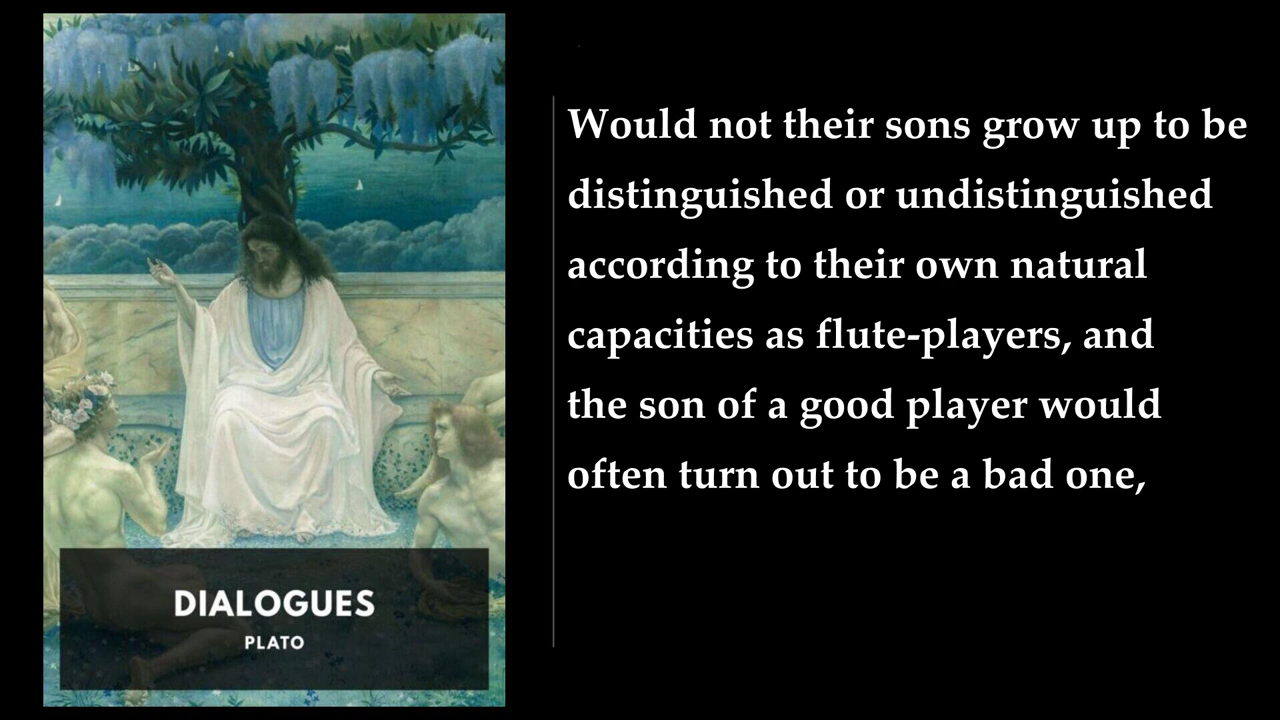 Would not their sons grow up to be
distinguished or undistinguished
according to their own natural
capacities as flute-players, and
the son of a good player would
often turn out to be a bad one,
DIALOGUES
PLATO